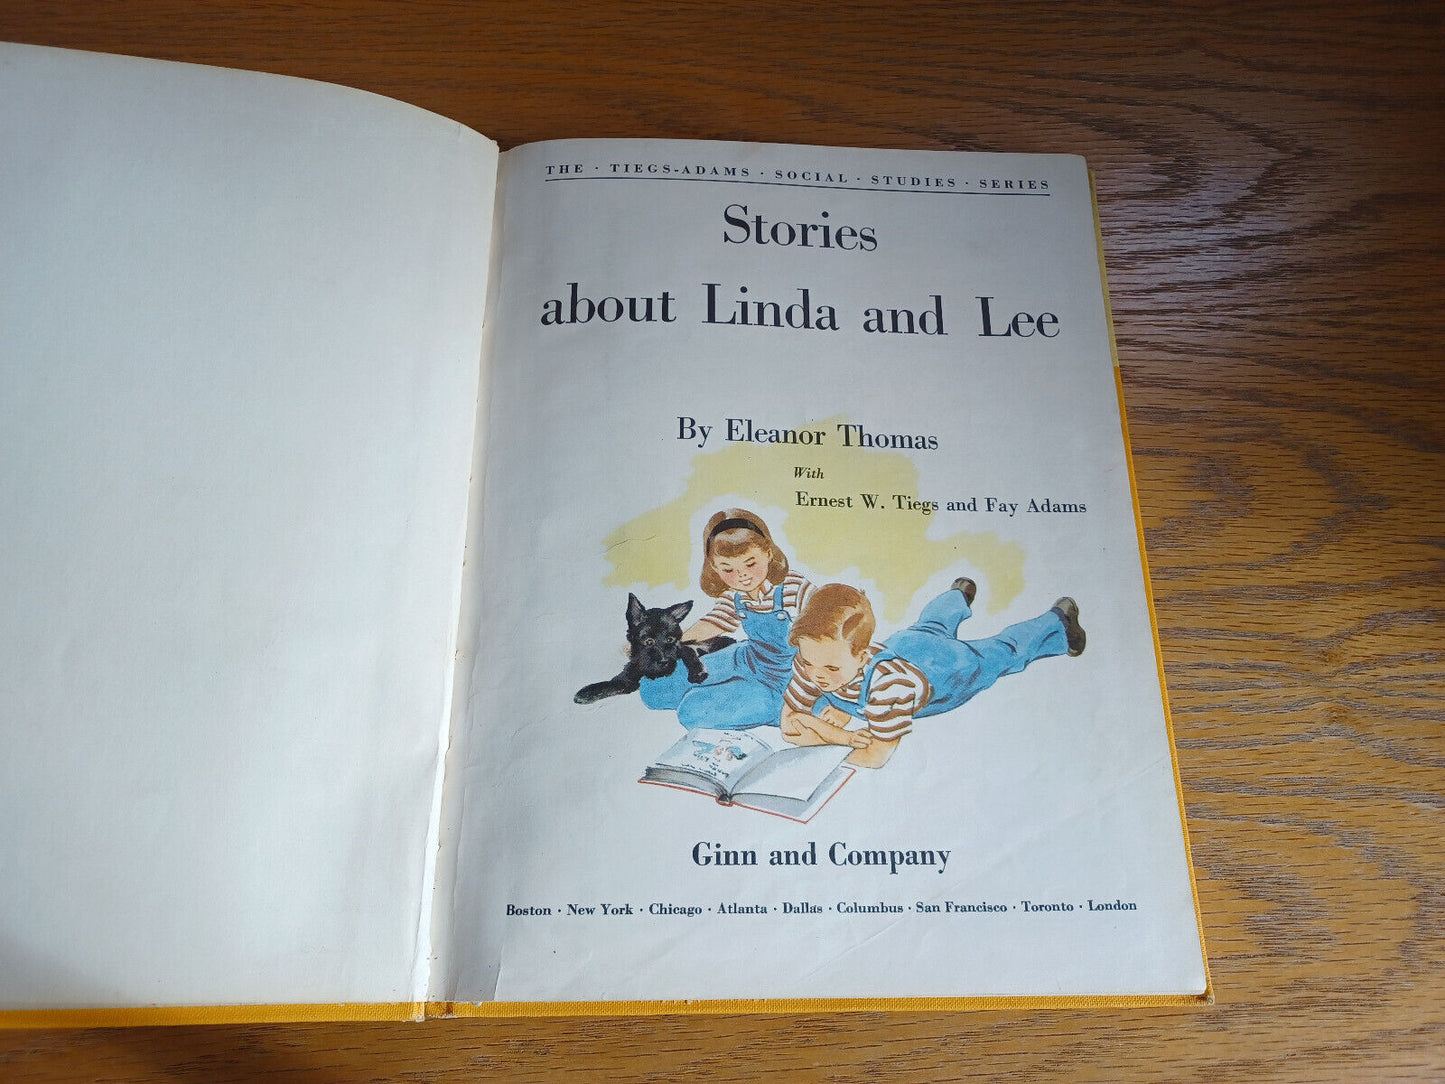 THE · TIEGS-ADAMS · SOCIAL · STUDIES · SERIES
Stories
about Linda and Lee
By Eleanor Thomas
With
Ernest W. Tiegs and Fay Adams
Ginn and Company
Boston · New York · Chicago · Atlanta · Dallas · Columbus · San Francisco · Toronto · London